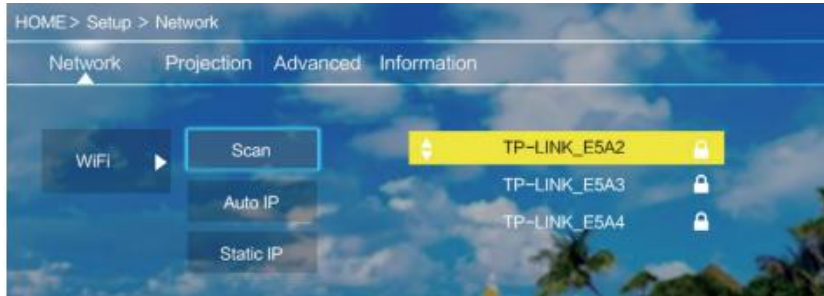 HOME> Setup > Network
Network Projection Advanced Information
WiFi
Scan
Auto IP
Static IP
TP-LINK_E5A2
TP-LINK_E5A3
TP-LINK_E5A4